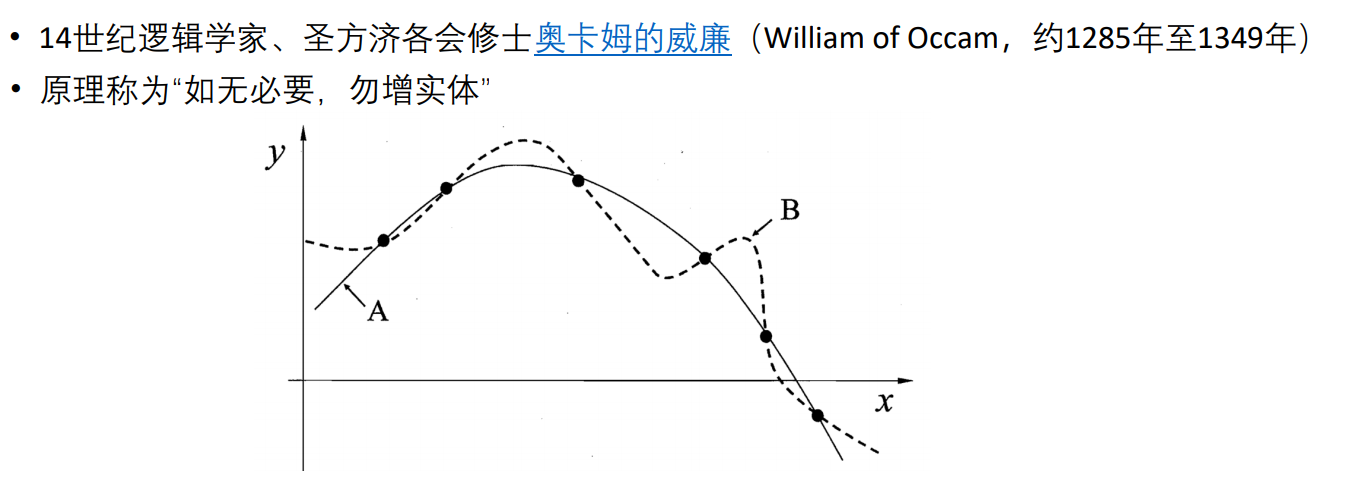 • 14世纪逻辑学家、圣方济各会修士奥卡姆的威廉（William of Occam，约1285年至1349年）
• 原理称为“如无必要，勿增实体”
y
B
A
x